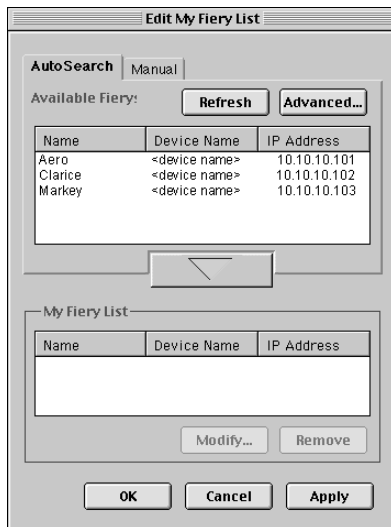 Edit My Fiery List
AutoSearch Manual
Available Fiery:
Refresh Advanced...
Name Device Name IP Address
Aero <device name> 10.10.10.101
Clarice <device name> 10.10.10.102
Markey <device name> 10.10.10.103
My Fiery List
Name Device Name IP Address
Modify... Remove
OK Cancel Apply